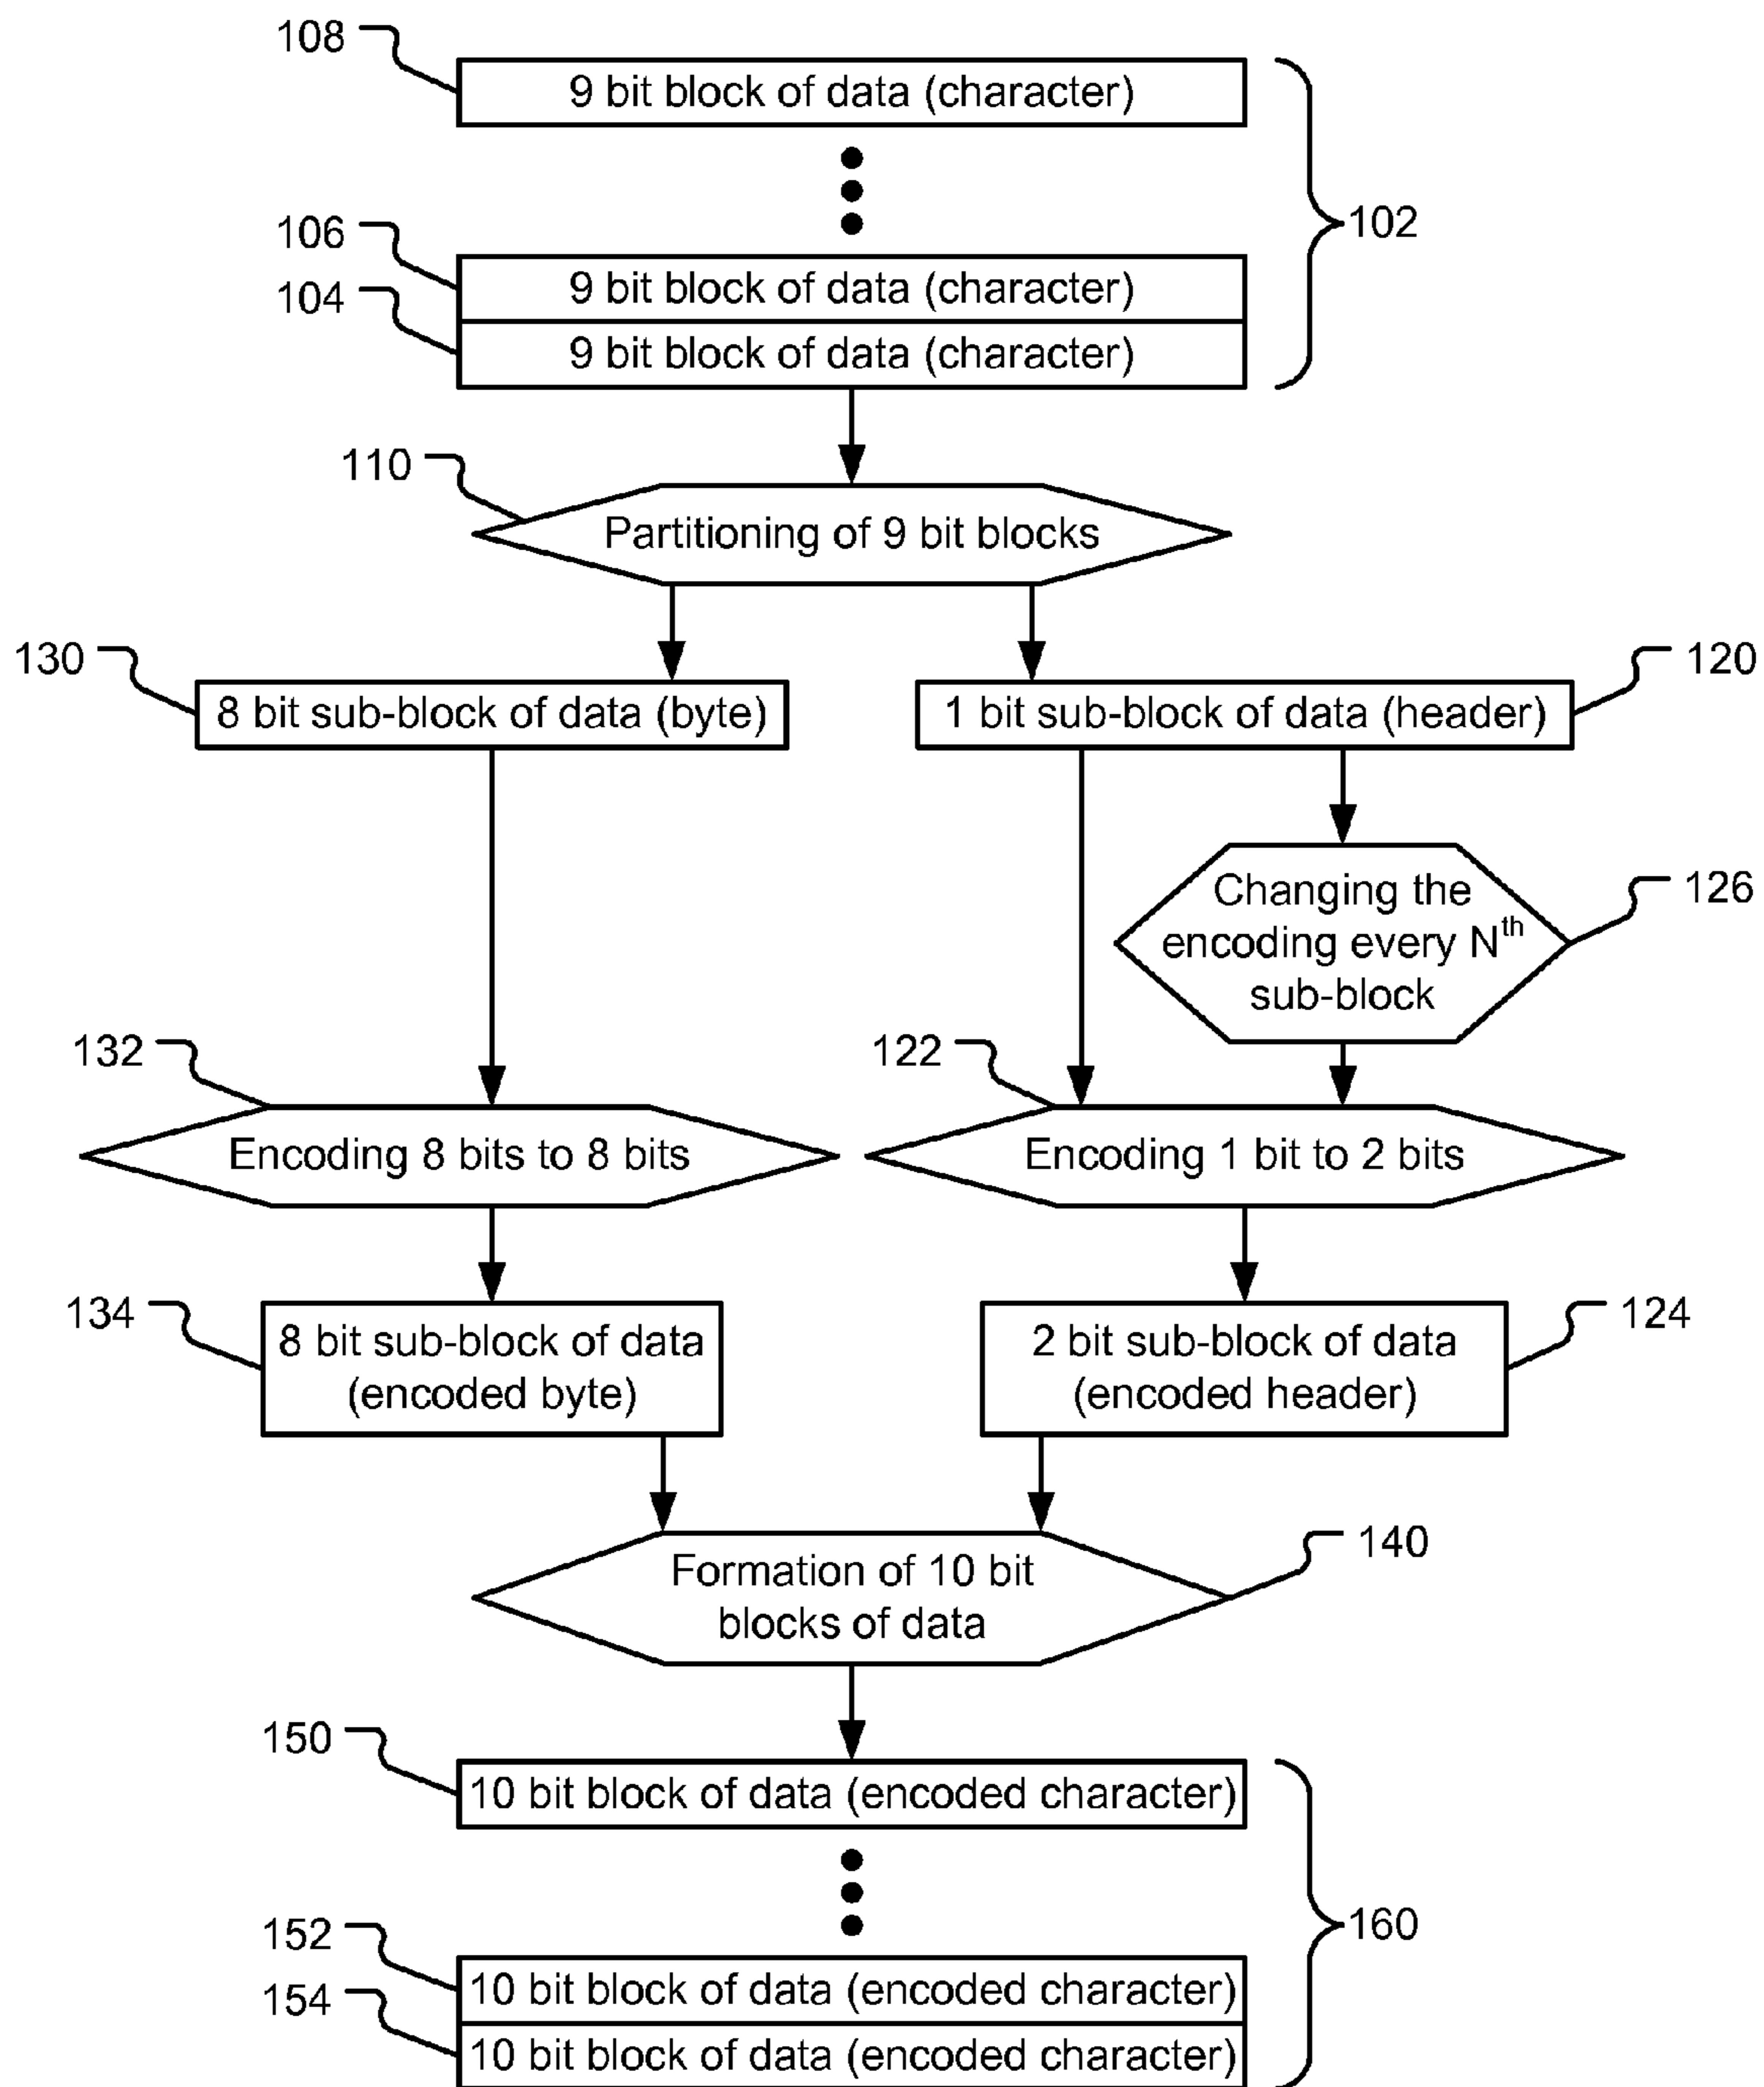 108
9 bit block of data (character)
102
106
9 bit block of data (character)
104
9 bit block of data (character)
110
Partitioning of 9 bit blocks
130
8 bit sub-block of data (byte)
1 bit sub-block of data (header)
120
Changing the
encoding every Nth
sub-block
126
132
Encoding 8 bits to 8 bits
122
Encoding 1 bit to 2 bits
134
8 bit sub-block of data
(encoded byte)
2 bit sub-block of data
(encoded header)
124
Formation of 10 bit
blocks of data
140
150
10 bit block of data (encoded character)
160
152
10 bit block of data (encoded character)
154
10 bit block of data (encoded character)